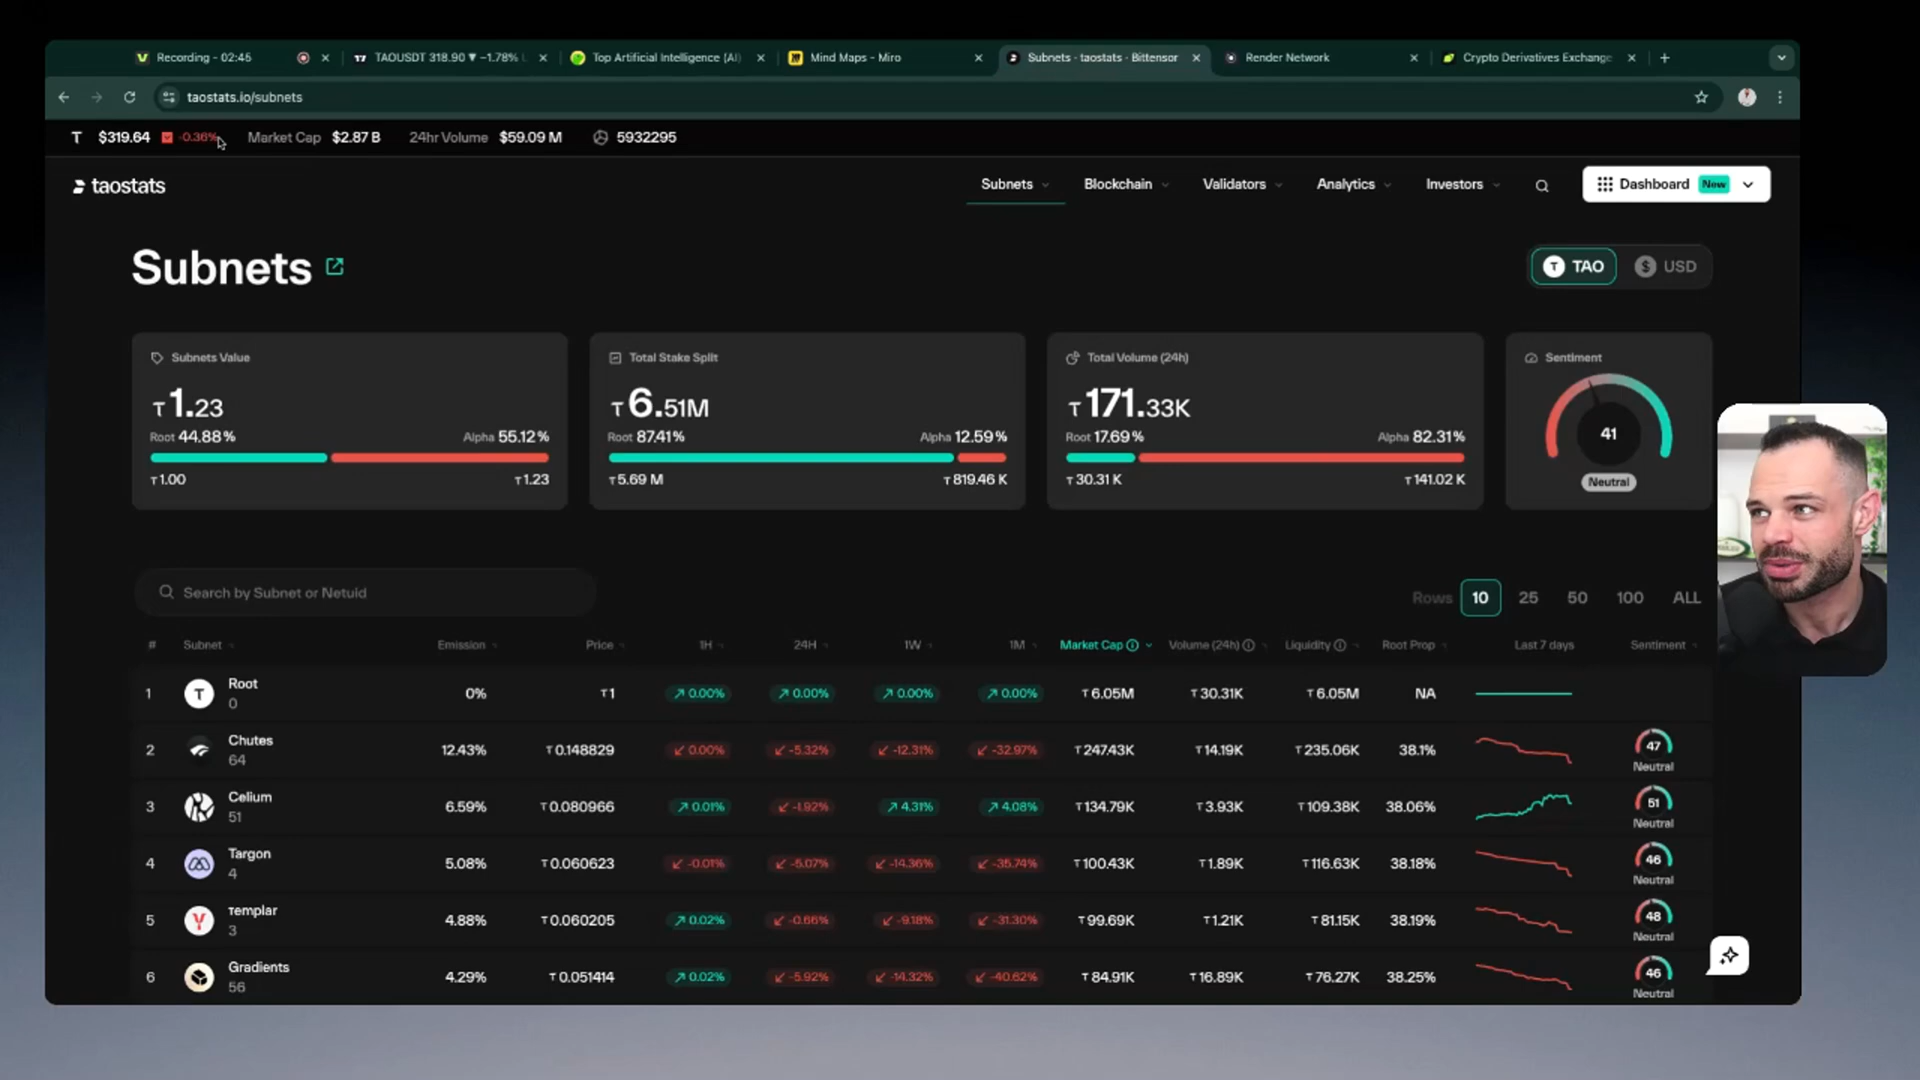 Recording - 02:45
TAOUSDT 318.90 ▼ −1.78%
Top Artificial Intelligence (AI)
Mind Maps - Miro
Subnets · taostats · Bittensor
Render Network
Crypto Derivatives Exchange
taostats.io/subnets
$319.64 -0.36% Market Cap $2.87 B 24hr Volume $59.09 M 5932295
taostats
Subnets Blockchain Validators Analytics Investors Dashboard New
Subnets
TAO USD
Subnets Value
τ1.23
Root 44.88% Alpha 55.12%
τ1.00 τ1.23
Total Stake Split
τ6.51M
Root 87.41% Alpha 12.59%
τ5.69 M τ819.46 K
Total Volume (24h)
τ171.33K
Root 17.69% Alpha 82.31%
τ30.31 K τ141.02 K
Sentiment
41
Neutral
Search by Subnet or Netuid
Rows 10 25 50 100 ALL
# Subnet Emission Price 1H 24H 1W 1M Market Cap Volume (24h) Liquidity Root Prop Last 7 days Sentiment
1 Root 0% τ1 0.00% 0.00% 0.00% 0.00% τ6.05M τ30.31K τ6.05M NA
0
2 Chutes 12.43% τ0.148829 0.00% -5.32% -12.31% -32.97% τ247.43K τ14.19K τ235.06K 38.1% 47
64 Neutral
3 Celium 6.59% τ0.080966 0.01% -1.92% 4.31% 4.08% τ134.79K τ3.93K τ109.38K 38.06% 51
51 Neutral
4 Targon 5.08% τ0.060623 -0.01% -5.07% -14.36% -35.74% τ100.43K τ1.89K τ116.63K 38.18% 46
4 Neutral
5 τemplar 4.88% τ0.060205 0.02% -0.66% -9.18% -31.30% τ99.69K τ1.21K τ81.15K 38.19% 48
3 Neutral
6 Gradients 4.29% τ0.051414 0.02% -5.92% -14.32% -40.62% τ84.91K τ16.89K τ76.27K 38.25% 46
56 Neutral